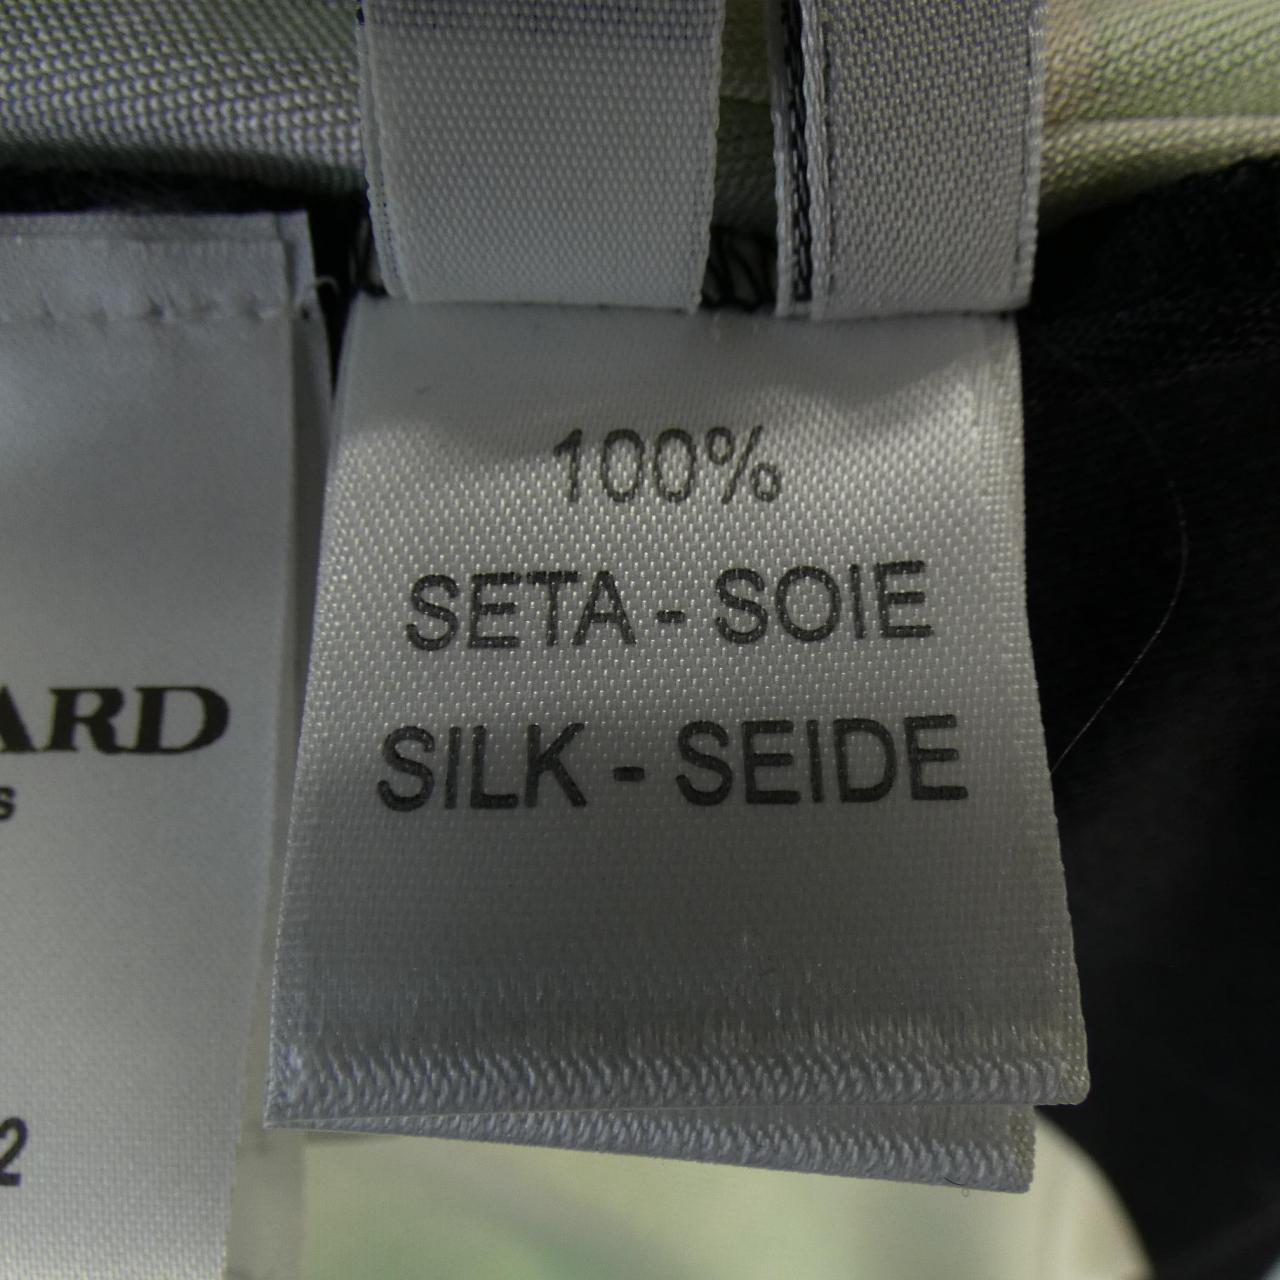 100%
SETA - SOIE
SILK - SEIDE
ARD
s
2